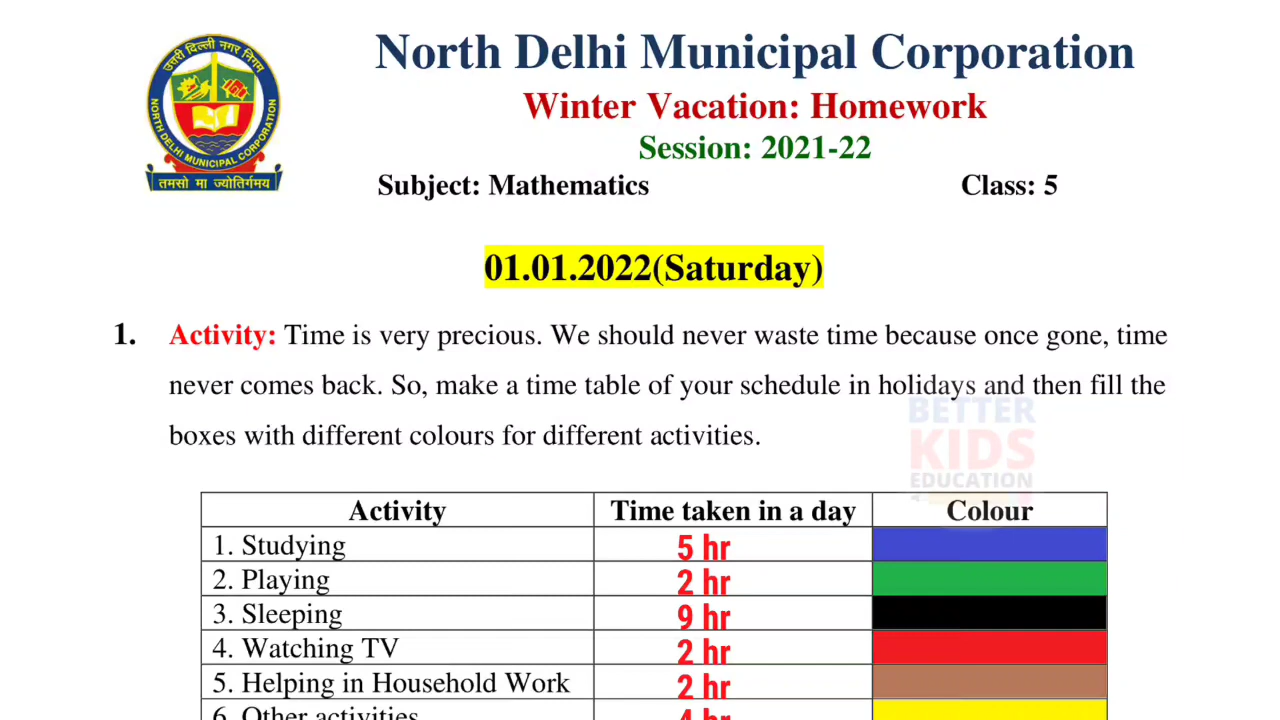 उत्तरी दिल्ली नगर निगम
NORTH DELHI MUNICIPAL CORPORATION
तमसो मा ज्योतिर्गमय
North Delhi Municipal Corporation
Winter Vacation: Homework
Session: 2021-22
Subject: Mathematics Class: 5
01.01.2022(Saturday)
1. Activity: Time is very precious. We should never waste time because once gone, time
never comes back. So, make a time table of your schedule in holidays and then fill the
boxes with different colours for different activities.
BETTER
KIDS
EDUCATION
Activity Time taken in a day Colour
1. Studying 5 hr
2. Playing 2 hr
3. Sleeping 9 hr
4. Watching TV 2 hr
5. Helping in Household Work 2 hr
6. Other activities 4 hr